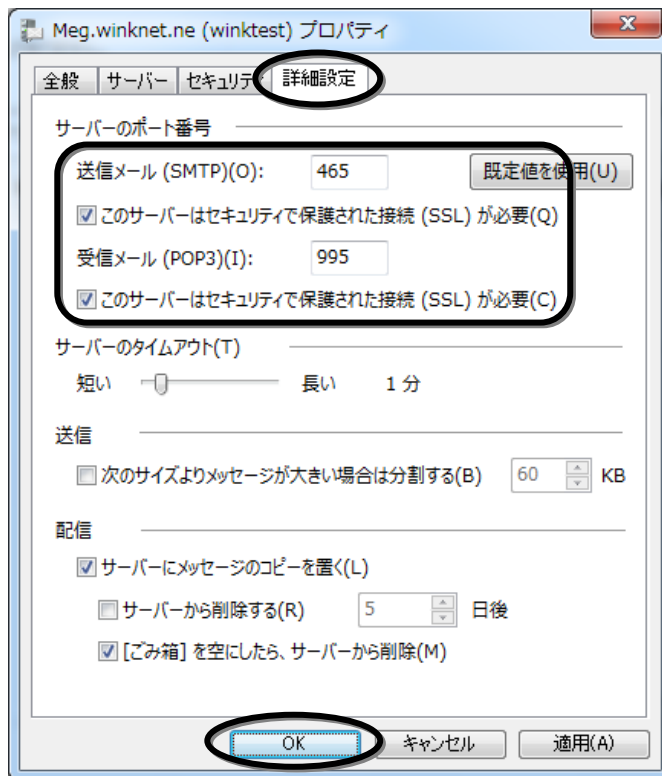 Meg.winknet.ne (winktest) プロパティ
全般 サーバー セキュリティ 詳細設定
サーバーのポート番号
送信メール (SMTP)(O): 465 既定値を使用(U)
このサーバーはセキュリティで保護された接続 (SSL) が必要(Q)
受信メール (POP3)(I): 995
このサーバーはセキュリティで保護された接続 (SSL) が必要(C)
サーバーのタイムアウト(T)
短い 長い 1 分
送信
次のサイズよりメッセージが大きい場合は分割する(B) 60 KB
配信
サーバーにメッセージのコピーを置く(L)
サーバーから削除する(R) 5 日後
[ごみ箱] を空にしたら、サーバーから削除(M)
OK キャンセル 適用(A)